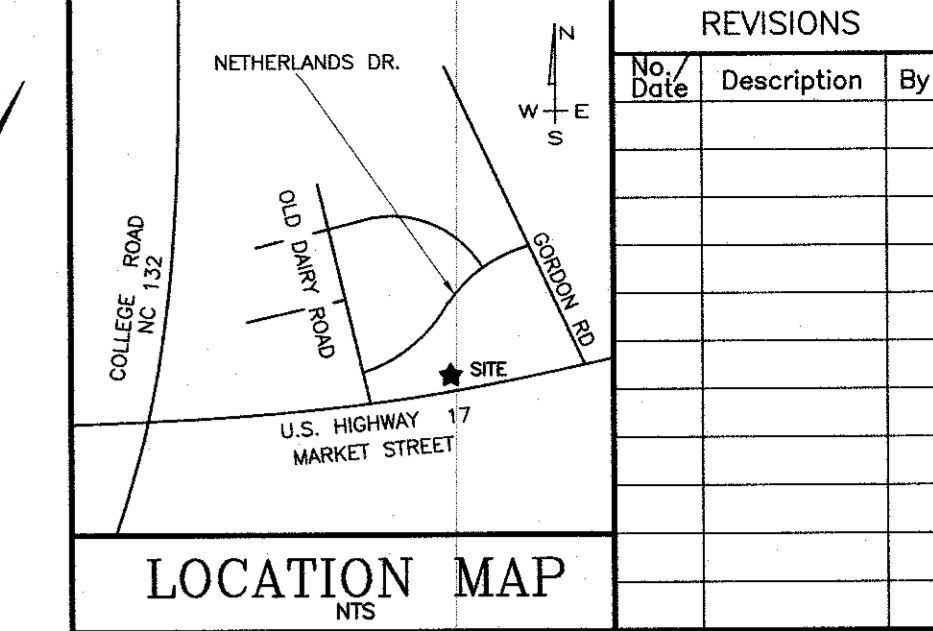 NETHERLANDS DR.
N
W E
S
COLLEGE ROAD
NC 132
OLD DAIRY ROAD
GORDON RD
SITE
U.S. HIGHWAY 17
MARKET STREET
LOCATION MAP
NTS
REVISIONS
No./
Date
Description
By